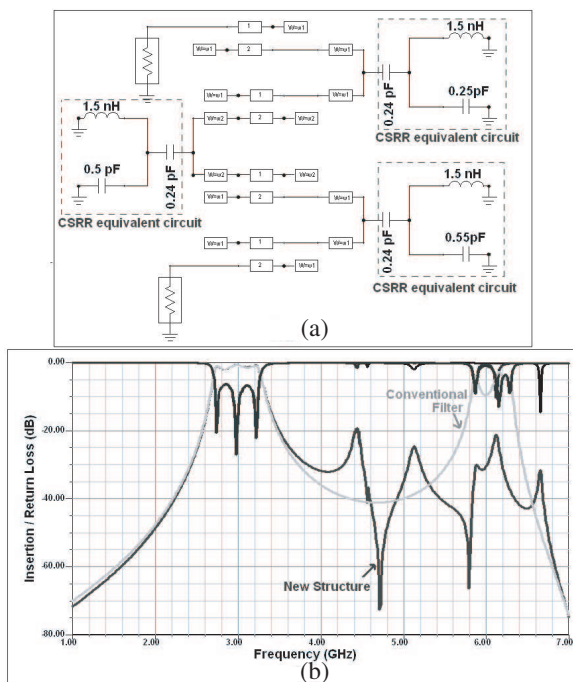 1
W=w1
2
W=w1
W=w1
1
W=w1
W=w2
2
W=w2
W=w2
2
W=w2
W=w1
2
W=w1
W=w1
1
W=w1
2
W=w1
1.5 nH
0.5 pF
0.24 pF
CSRR equivalent circuit
1.5 nH
0.24 pF
0.25pF
CSRR equivalent circuit
1.5 nH
0.24 pF
0.55pF
CSRR equivalent circuit
(a)
0.00
-20.00
-40.00
-60.00
-80.00
Insertion / Return Loss (dB)
Conventional
Filter
New Structure
1.00
2.00
3.00
4.00
5.00
6.00
7.00
Frequency (GHz)
(b)